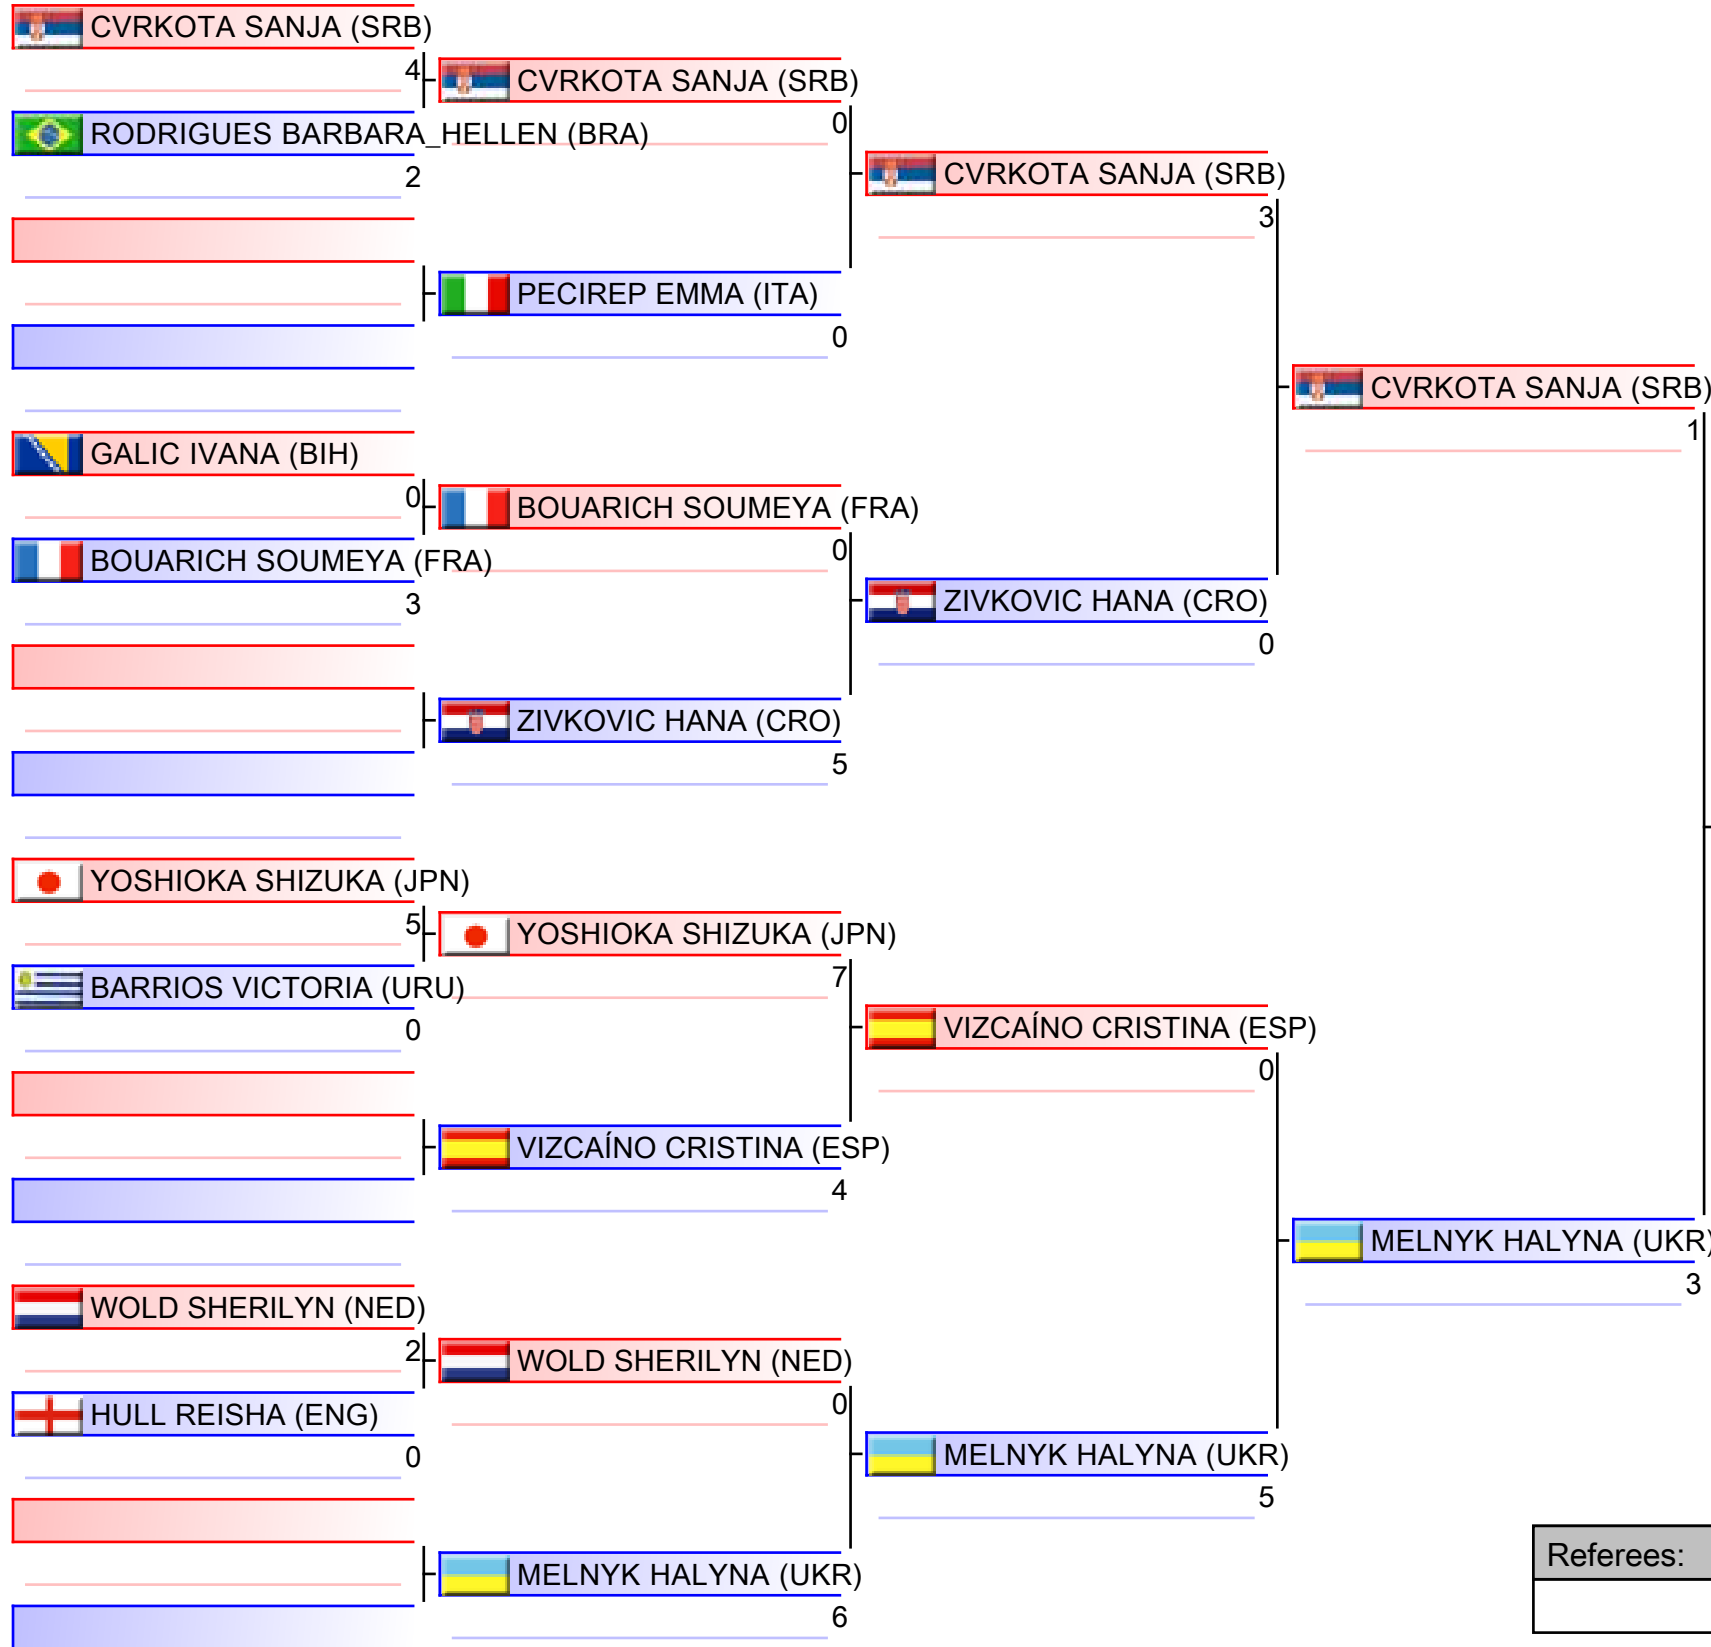 CVRKOTA SANJA (SRB)
4
RODRIGUES BARBARA_HELLEN (BRA)
2
GALIC IVANA (BIH)
0
BOUARICH SOUMEYA (FRA)
3
YOSHIOKA SHIZUKA (JPN)
5
BARRIOS VICTORIA (URU)
0
WOLD SHERILYN (NED)
2
HULL REISHA (ENG)
0
CVRKOTA SANJA (SRB)
0
PECIREP EMMA (ITA)
0
BOUARICH SOUMEYA (FRA)
0
ZIVKOVIC HANA (CRO)
5
YOSHIOKA SHIZUKA (JPN)
7
VIZCAÍNO CRISTINA (ESP)
4
WOLD SHERILYN (NED)
0
MELNYK HALYNA (UKR)
6
CVRKOTA SANJA (SRB)
3
ZIVKOVIC HANA (CRO)
0
VIZCAÍNO CRISTINA (ESP)
0
MELNYK HALYNA (UKR)
5
CVRKOTA SANJA (SRB)
1
MELNYK HALYNA (UKR)
3
Referees: